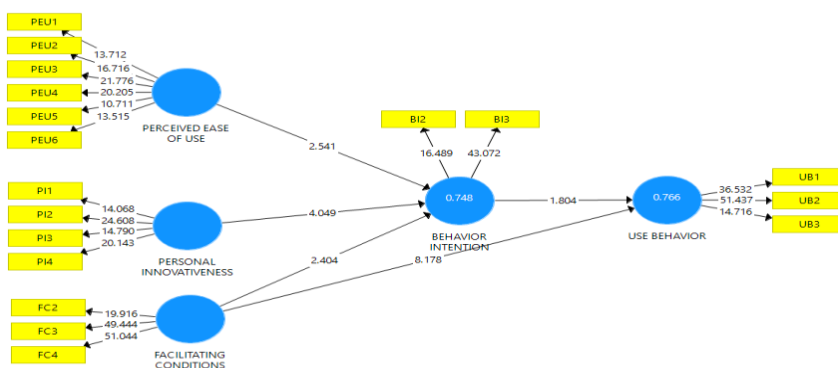 PEU1
PEU2
PEU3
PEU4
PEU5
PEU6
13.712
16.716
21.776
20.205
10.711
13.515
PERCEIVED EASE
OF USE
2.541
BI2
BI3
16.489
43.072
PI1
PI2
PI3
PI4
14.068
24.608
14.790
20.143
PERSONAL
INNOVATIVENESS
4.049
0.748
BEHAVIOR
INTENTION
1.804
0.766
USE BEHAVIOR
36.532
51.437
14.716
UB1
UB2
UB3
2.404
8.178
FC2
FC3
FC4
19.916
49.444
51.044
FACILITATING
CONDITIONS